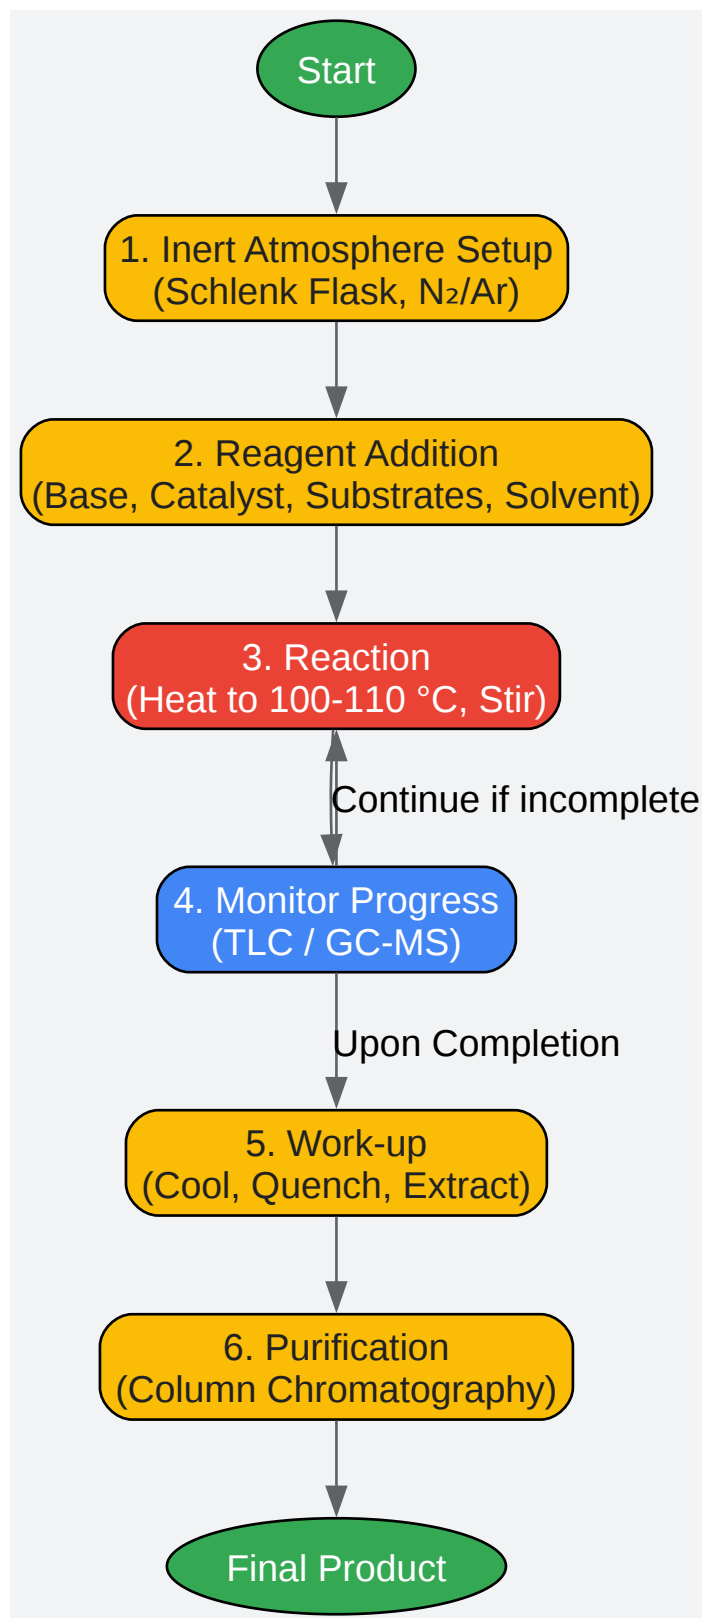 Start
1. Inert Atmosphere Setup
(Schlenk Flask, N₂/Ar)
2. Reagent Addition
(Base, Catalyst, Substrates, Solvent)
3. Reaction
(Heat to 100-110 °C, Stir)
Continue if incomplete
4. Monitor Progress
(TLC / GC-MS)
Upon Completion
5. Work-up
(Cool, Quench, Extract)
6. Purification
(Column Chromatography)
Final Product